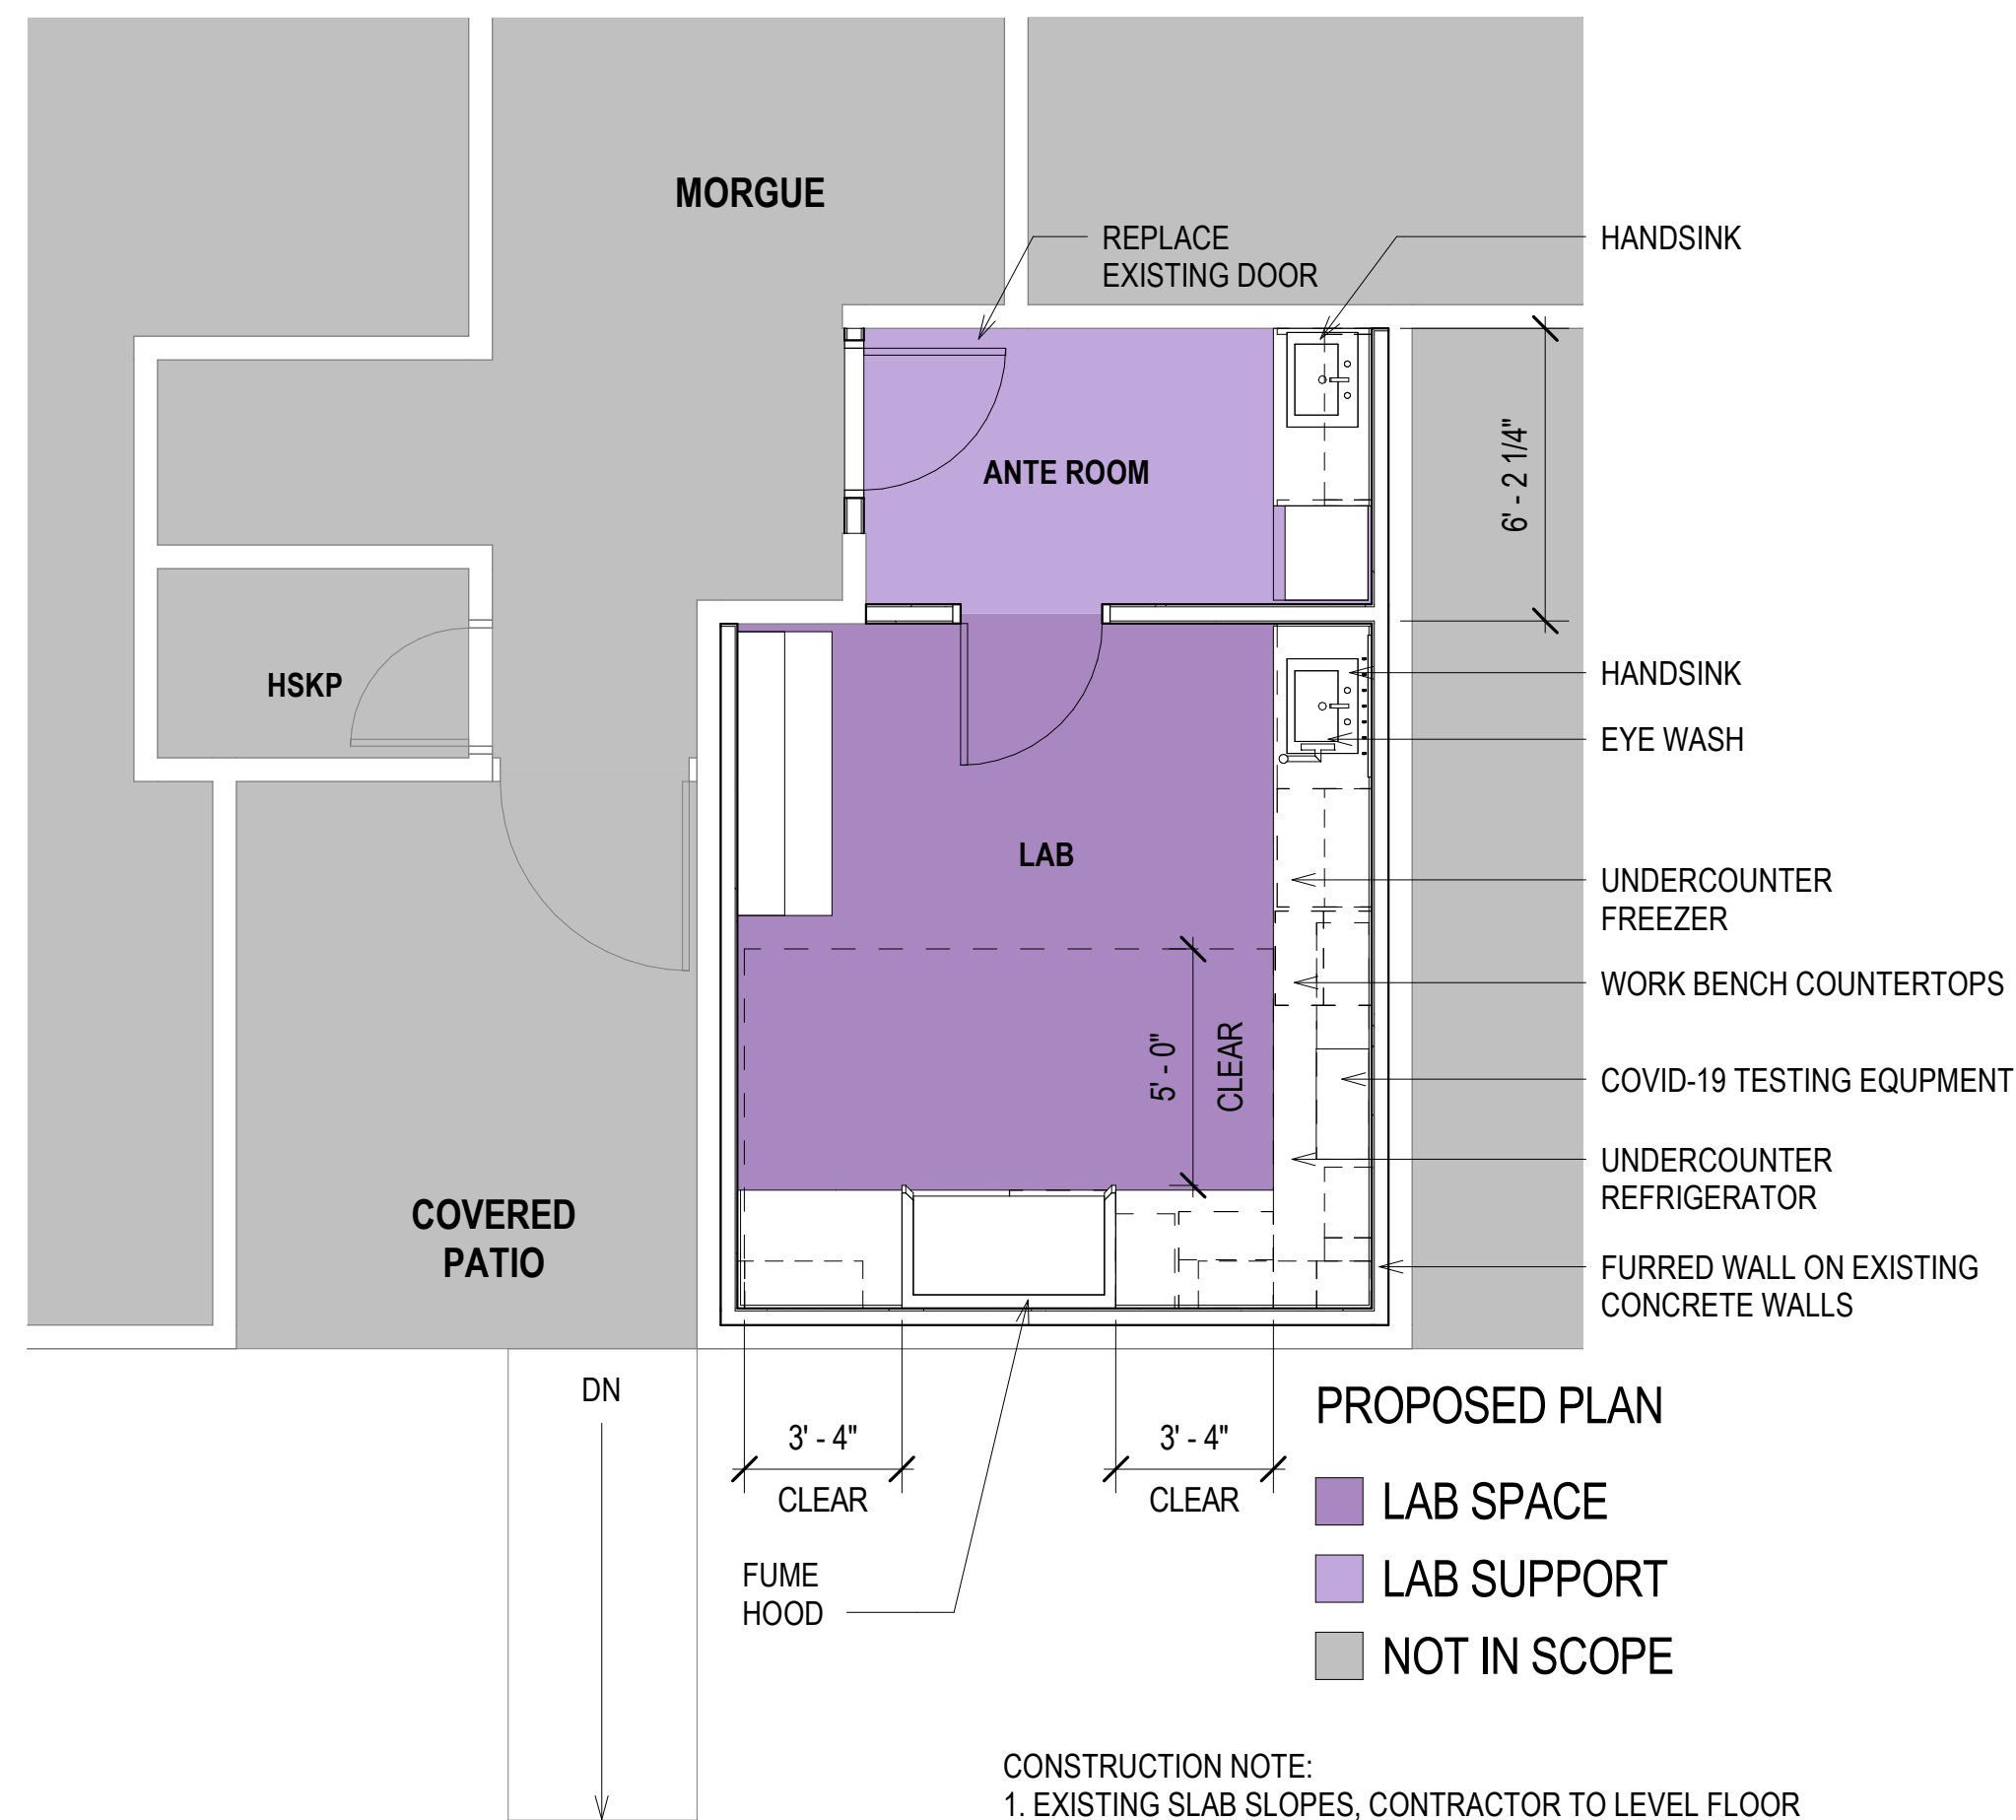 MORGUE
REPLACE
EXISTING DOOR
HANDSINK
ANTE ROOM
6' - 2 1/4"
HSKP
HANDSINK
EYE WASH
LAB
UNDERCOUNTER
FREEZER
WORK BENCH COUNTERTOPS
5' - 0"
CLEAR
COVID-19 TESTING EQUPMENT
UNDERCOUNTER
REFRIGERATOR
COVERED
PATIO
FURRED WALL ON EXISTING
CONCRETE WALLS
DN
3' - 4"
CLEAR
3' - 4"
CLEAR
FUME
HOOD
PROPOSED PLAN
LAB SPACE
LAB SUPPORT
NOT IN SCOPE
CONSTRUCTION NOTE:
1. EXISTING SLAB SLOPES, CONTRACTOR TO LEVEL FLOOR